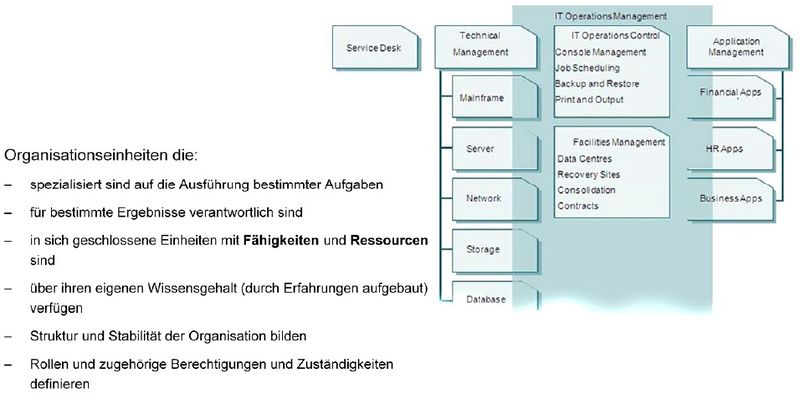 IT Operations Management
Service Desk
Technical
Management
IT Operations Control
Console Management
Job Scheduling
Backup and Restore
Print and Output
Application
Management
Mainframe
Server
Network
Storage
Database
Facilities Management
Data Centres
Recovery Sites
Consolidation
Contracts
Financial Apps
HR Apps
Business Apps
Organisationseinheiten die:
– spezialisiert sind auf die Ausführung bestimmter Aufgaben
– für bestimmte Ergebnisse verantwortlich sind
– in sich geschlossene Einheiten mit Fähigkeiten und Ressourcen
sind
– über ihren eigenen Wissensgehalt (durch Erfahrungen aufgebaut)
verfügen
– Struktur und Stabilität der Organisation bilden
– Rollen und zugehörige Berechtigungen und Zuständigkeiten
definieren